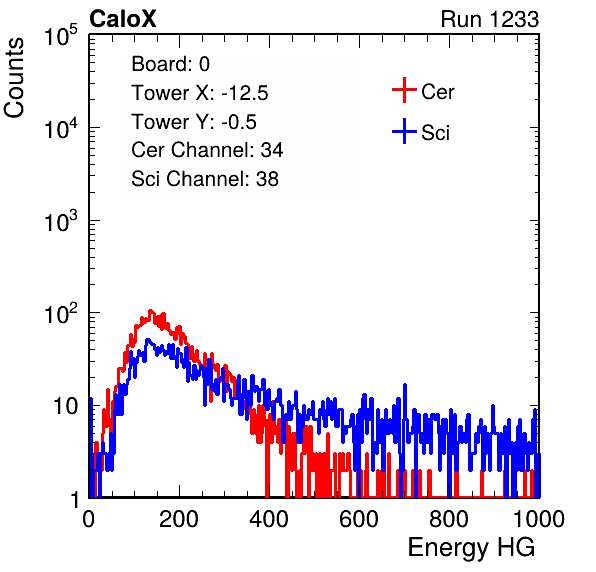 CaloX Run 1233
10^5
Counts
Board: 0
Tower X: -12.5
Tower Y: -0.5
Cer Channel: 34
Sci Channel: 38
Cer
Sci
10^4
10^3
10^2
10
1
0 200 400 600 800 1000
Energy HG